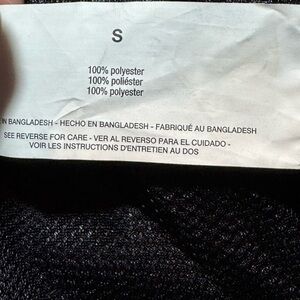 S
100% polyester
100% poliéster
100% polyester
IN BANGLADESH - HECHO EN BANGLADESH - FABRIQUÉ AU BANGLADESH
SEE REVERSE FOR CARE - VER AL REVERSO PARA EL CUIDADO -
VOIR LES INSTRUCTIONS D'ENTRETIEN AU DOS